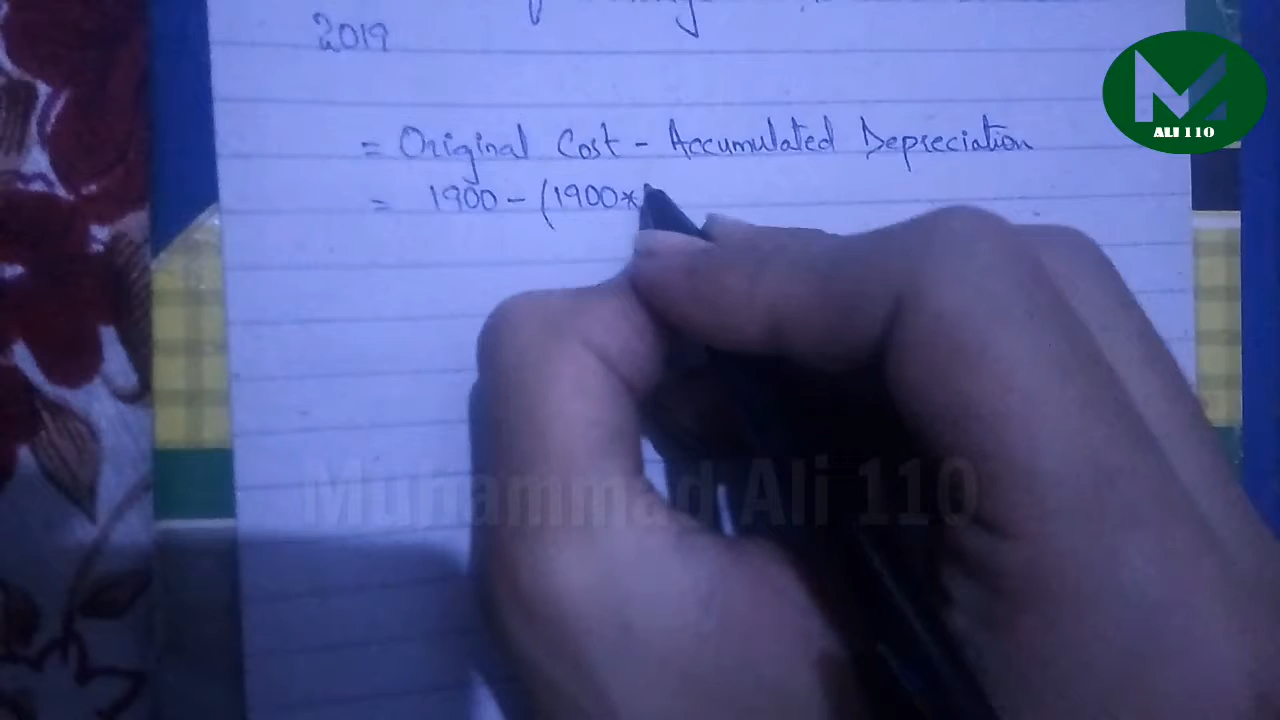 2019
ALI 110
= Original Cost - Accumulated Depreciation
= 1900 - (1900*
Muhammad Ali 110